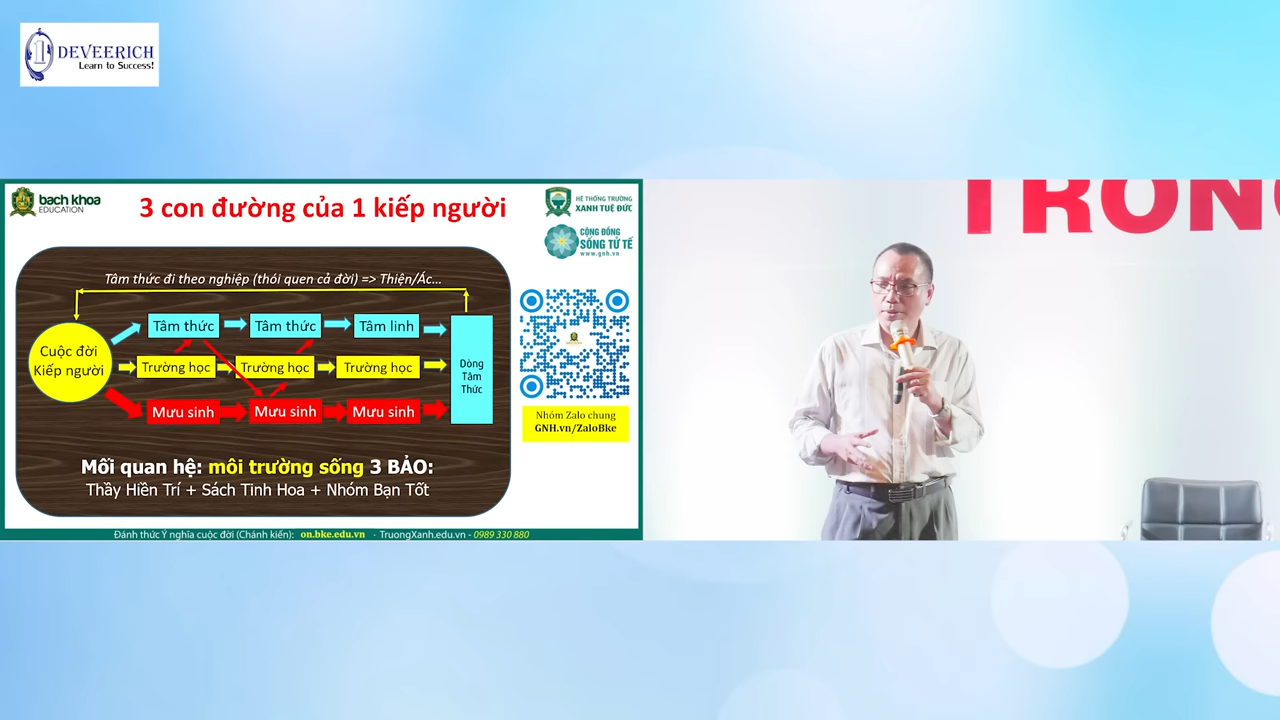 DEVEERICH
Learn to Success!
bach khoa
EDUCATION
3 con đường của 1 kiếp người
HỆ THỐNG TRƯỜNG
XANH TUỆ ĐỨC
CỘNG ĐỒNG
SỐNG TỬ TẾ
www.gnh.vn
Tâm thức đi theo nghiệp (thói quen cả đời) => Thiện/Ác...
Cuộc đời
Kiếp người
Tâm thức
Tâm thức
Tâm linh
Trường học
Trường học
Trường học
Mưu sinh
Mưu sinh
Mưu sinh
Dòng
Tâm
Thức
Mối quan hệ: môi trường sống 3 BẢO:
Thầy Hiền Trí + Sách Tinh Hoa + Nhóm Bạn Tốt
Nhóm Zalo chung
GNH.vn/ZaloBke
Đánh thức Ý nghĩa cuộc đời (Chánh kiến): on.bke.edu.vn - TruongXanh.edu.vn - 0989 330 880
TRONG